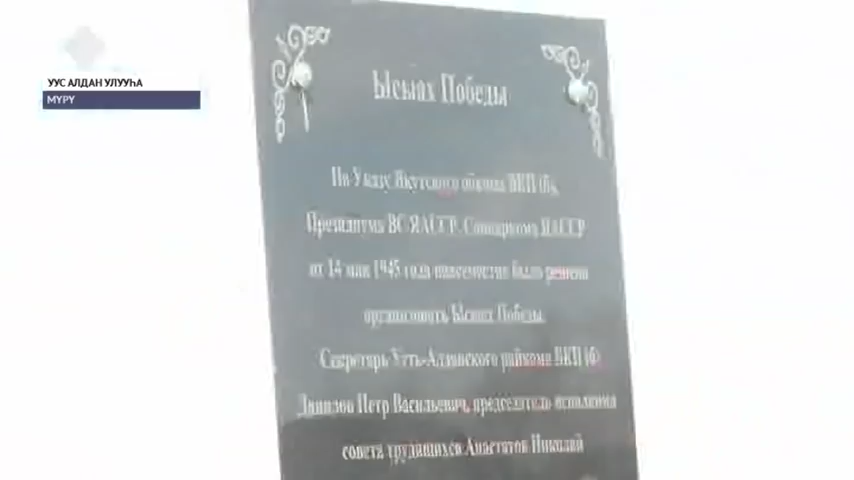 УУС АЛДАН УЛУУҺА
МҮРҮ
Ысыах Победы
По Указу Якутского обкома ВКП (б),
Президиума ВС ЯАССР, Совнаркома ЯАССР
от 14 мая 1945 года повсеместно было решено
организовать Ысыах Победы.
Секретарь Усть-Алданского райкома ВКП (б)
Данилов Петр Васильевич, председатель исполкома
совета трудящихся Николай